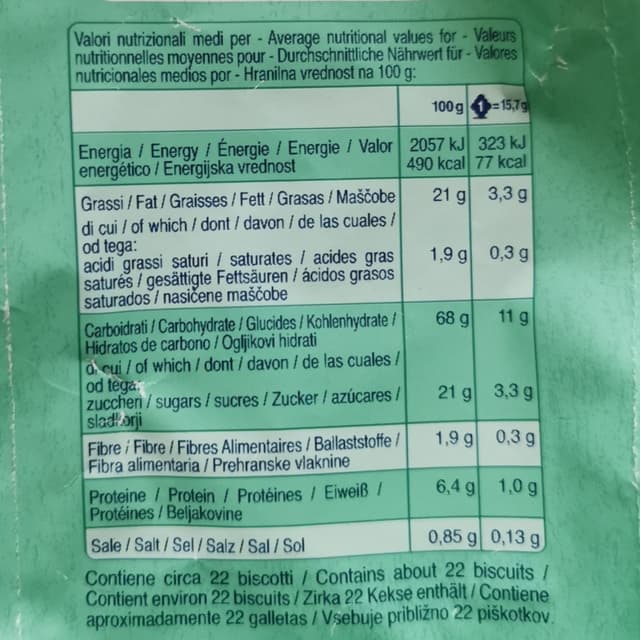 Valori nutrizionali medi per - Average nutritional values for - Valeurs
nutritionnelles moyennes pour - Durchschnittliche Nährwert für - Valores
nutricionales medios por - Hranilna vrednost na 100 g:
100 g 1=15,7g
Energia / Energy / Énergie / Energie / Valor 2057 kJ 323 kJ
energético / Energijska vrednost 490 kcal 77 kcal
Grassi / Fat / Graisses / Fett / Grasas / Maščobe 21 g 3,3 g
di cui / of which / dont / davon / de las cuales /
od tega:
acidi grassi saturi / saturates / acides gras 1,9 g 0,3 g
saturés / gesättigte Fettsäuren / ácidos grasos
saturados / nasičene maščobe
Carboidrati / Carbohydrate / Glucides / Kohlenhydrate / 68 g 11 g
Hidratos de carbono / Ogljikovi hidrati
di cui / of which / dont / davon / de las cuales /
od tega:
zuccheri / sugars / sucres / Zucker / azúcares / 21 g 3,3 g
sladkorji
Fibre / Fibre / Fibres Alimentaires / Ballaststoffe / 1,9 g 0,3 g
Fibra alimentaria / Prehranske vlaknine
Proteine / Protein / Protéines / Eiweiß / 6,4 g 1,0 g
Protéines / Beljakovine
Sale / Salt / Sel / Salz / Sal / Sol 0,85 g 0,13 g
Contiene circa 22 biscotti / Contains about 22 biscuits /
Contient environ 22 biscuits / Zirka 22 Kekse enthält / Contiene
aproximadamente 22 galletas / Vsebuje približno 22 piškotkov.